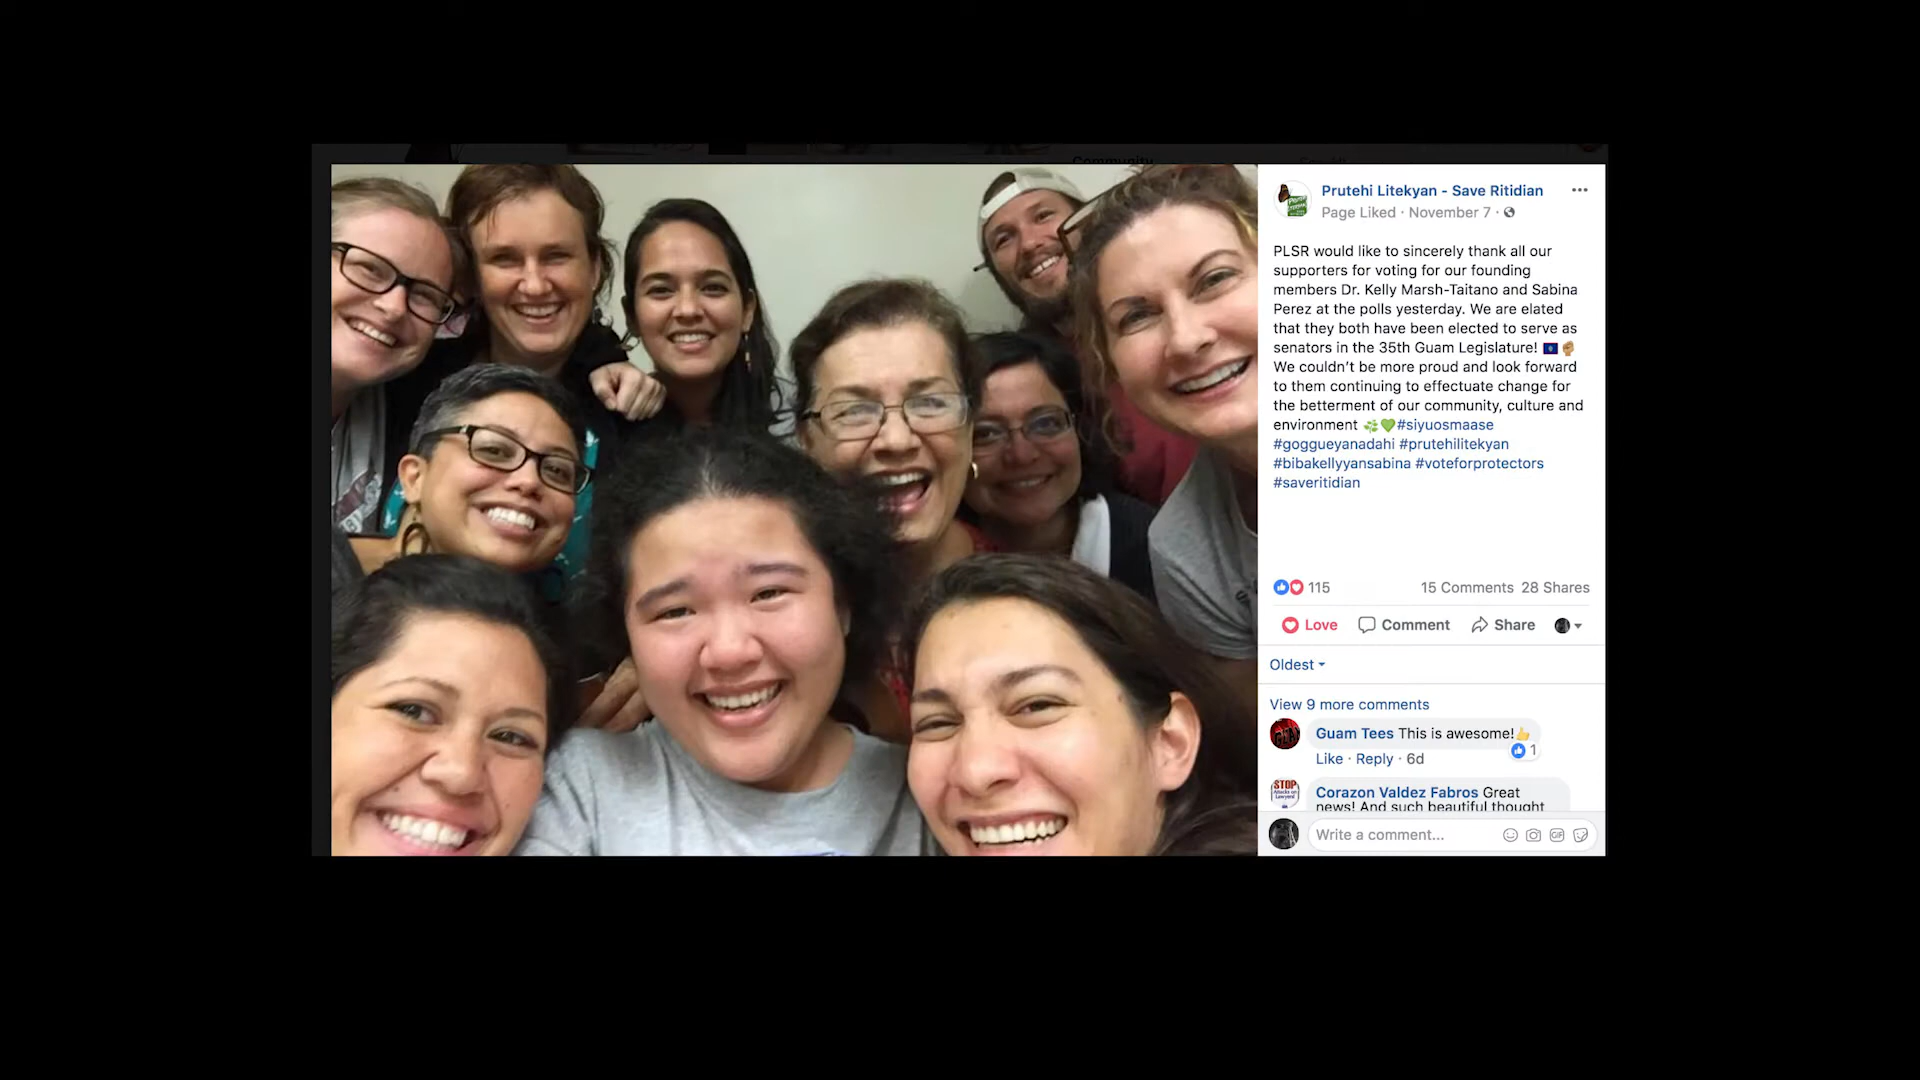 Community
Prutehi Litekyan - Save Ritidian
Page Liked · November 7 ·
PLSR would like to sincerely thank all our
supporters for voting for our founding
members Dr. Kelly Marsh-Taitano and Sabina
Perez at the polls yesterday. We are elated
that they both have been elected to serve as
senators in the 35th Guam Legislature! 🇬🇺✊🏽
We couldn't be more proud and look forward
to them continuing to effectuate change for
the betterment of our community, culture and
environment 🌿💚#siyuosmaase
#goggueyanadahi #prutehilitekyan
#bibakellyyansabina #voteforprotectors
#saveritidian
115 15 Comments 28 Shares
Love Comment Share
Oldest
View 9 more comments
Guam Tees This is awesome!👍
1
Like · Reply · 6d
STOP
Corazon Valdez Fabros Great
news! And such beautiful thought
Write a comment...
GIF